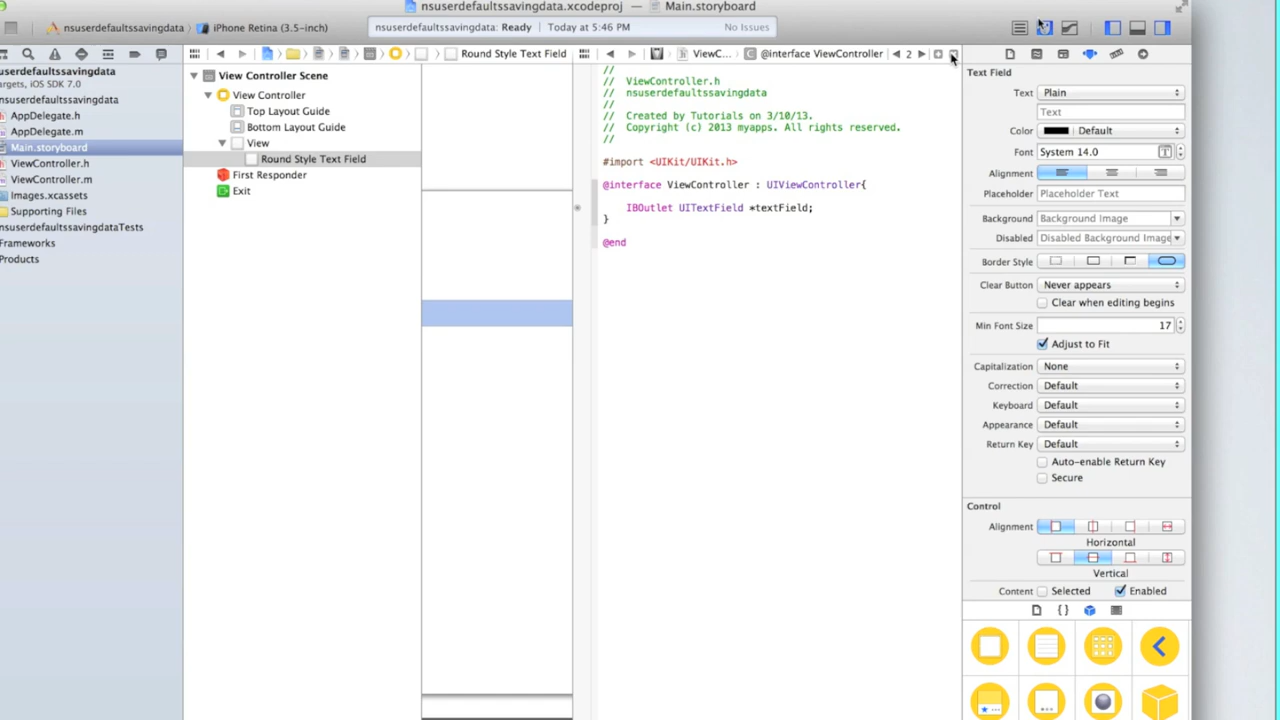 nsuserdefaultssavingdata.xcodeproj — Main.storyboard
nsuserdefaultssavingdata iPhone Retina (3.5-inch)
nsuserdefaultssavingdata: Ready Today at 5:46 PM No Issues
Round Style Text Field
ViewC... @interface ViewController 2
userdefaultssavingdata
argets, iOS SDK 7.0
nsuserdefaultssavingdata
AppDelegate.h
AppDelegate.m
Main.storyboard
ViewController.h
ViewController.m
Images.xcassets
Supporting Files
nsuserdefaultssavingdataTests
Frameworks
Products
View Controller Scene
View Controller
Top Layout Guide
Bottom Layout Guide
View
Round Style Text Field
First Responder
Exit
//
// ViewController.h
// nsuserdefaultssavingdata
//
// Created by Tutorials on 3/10/13.
// Copyright (c) 2013 myapps. All rights reserved.
//
#import <UIKit/UIKit.h>
@interface ViewController : UIViewController{
IBOutlet UITextField *textField;
}
@end
Text Field
Text Plain
Text
Color Default
Font System 14.0
Alignment
Placeholder Placeholder Text
Background Background Image
Disabled Disabled Background Image
Border Style
Clear Button Never appears
Clear when editing begins
Min Font Size 17
Adjust to Fit
Capitalization None
Correction Default
Keyboard Default
Appearance Default
Return Key Default
Auto-enable Return Key
Secure
Control
Alignment
Horizontal
Vertical
Content Selected Enabled